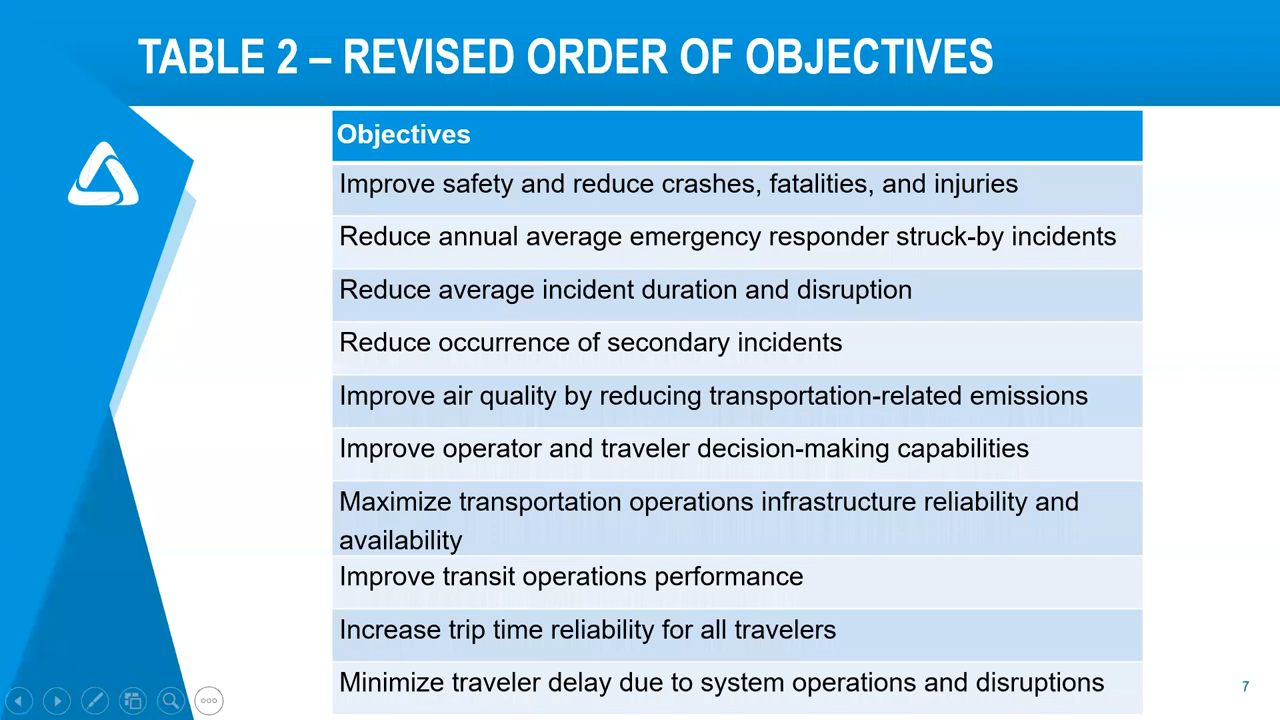 TABLE 2 – REVISED ORDER OF OBJECTIVES
Objectives
Improve safety and reduce crashes, fatalities, and injuries
Reduce annual average emergency responder struck-by incidents
Reduce average incident duration and disruption
Reduce occurrence of secondary incidents
Improve air quality by reducing transportation-related emissions
Improve operator and traveler decision-making capabilities
Maximize transportation operations infrastructure reliability and
availability
Improve transit operations performance
Increase trip time reliability for all travelers
Minimize traveler delay due to system operations and disruptions
7